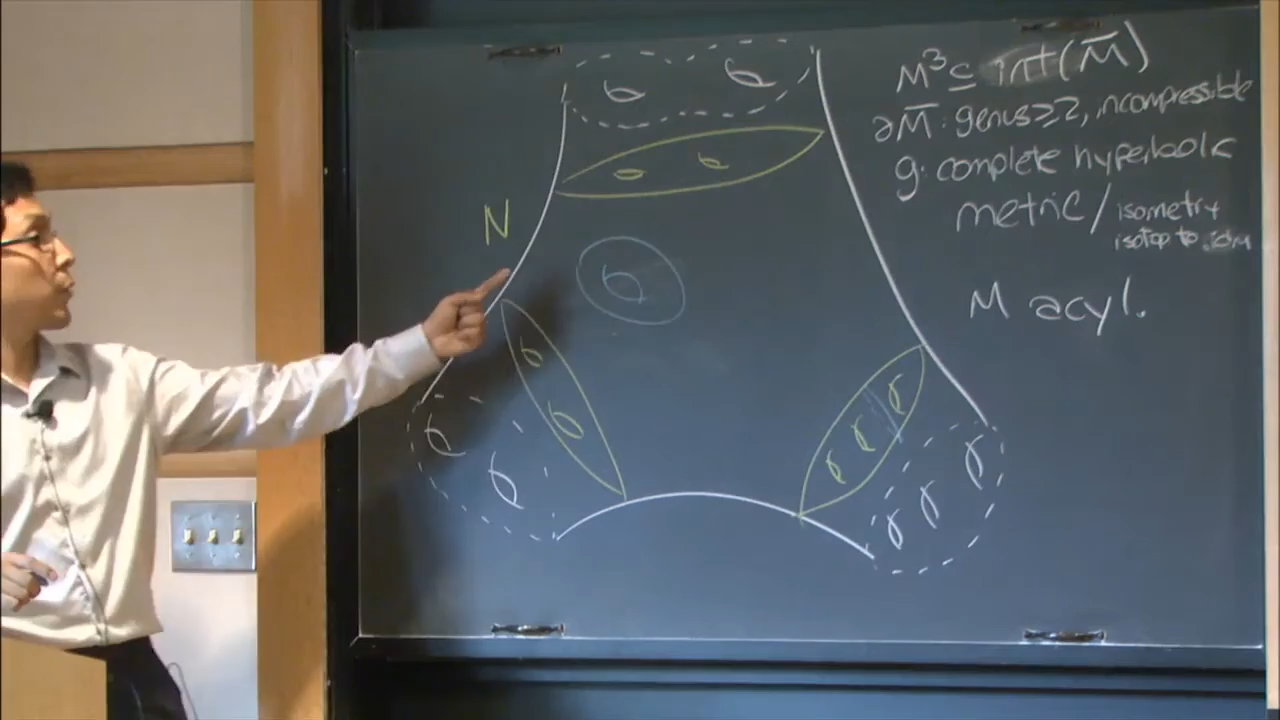 M³ ⊆ int(M̄)
∂M̄: genus ≥ 2, incompressible
g: complete hyperbolic
metric / isometry
isotop to idM
N
M acyl.